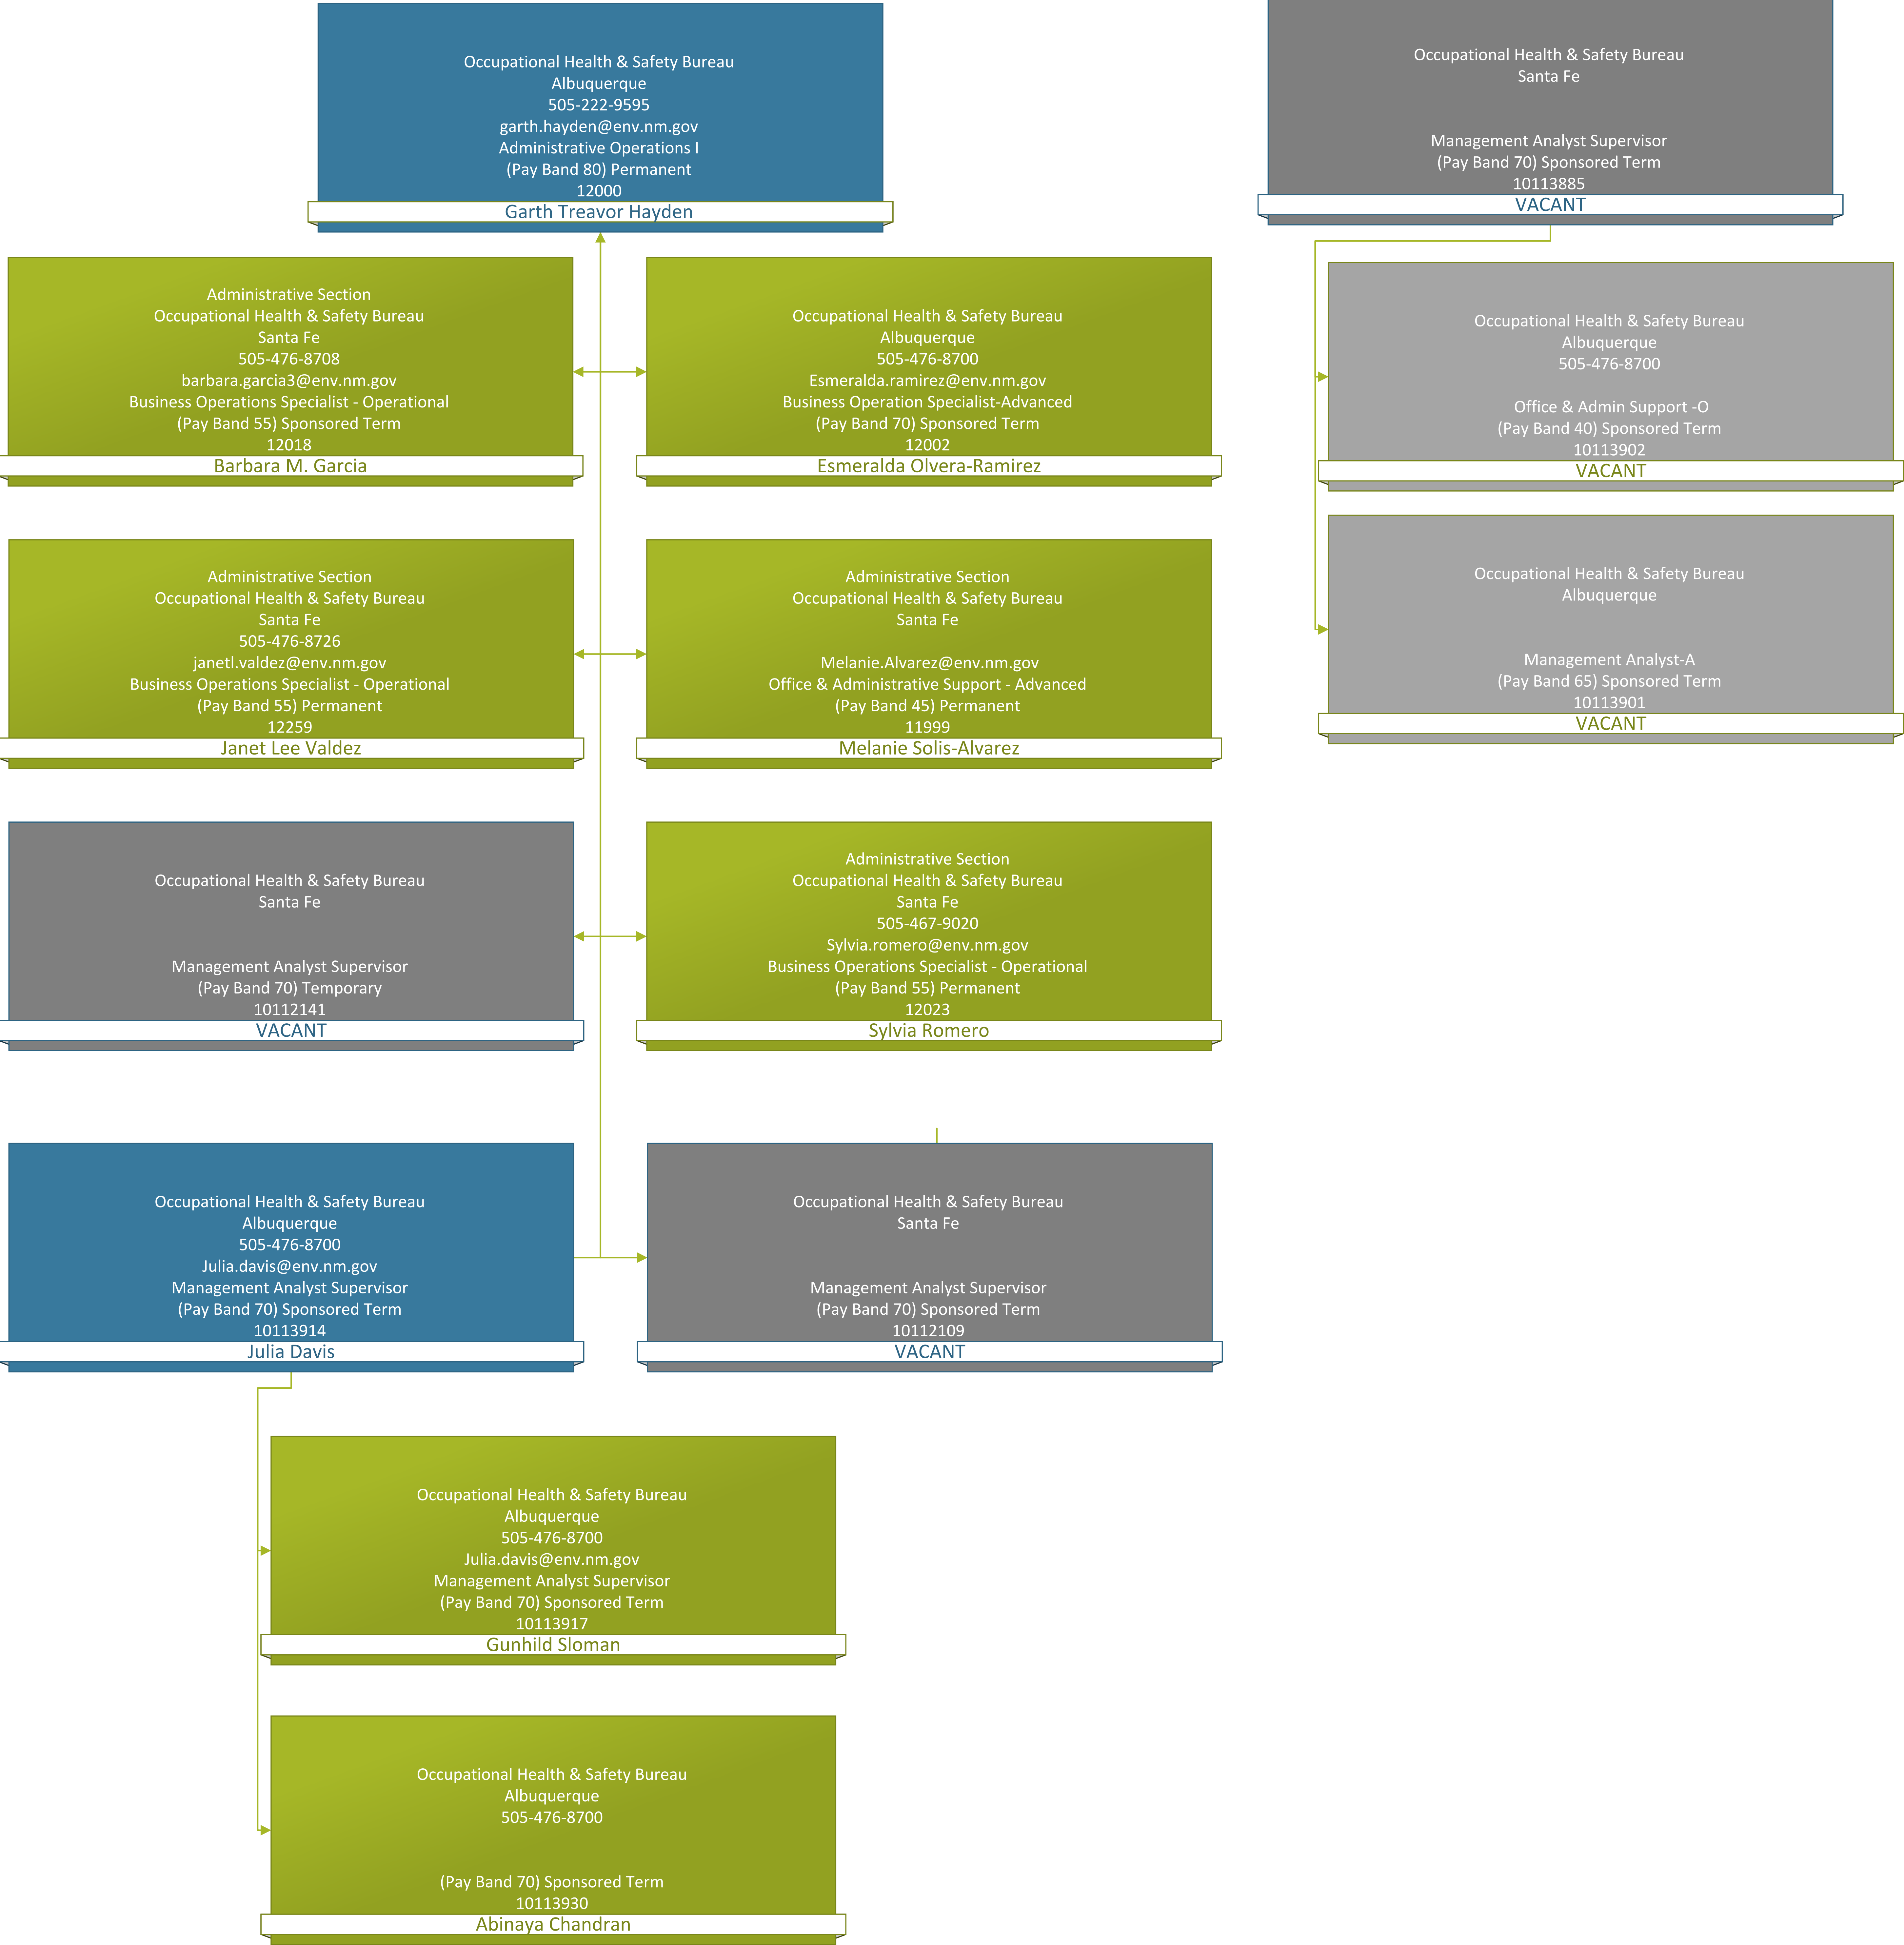 Occupational Health & Safety Bureau
Albuquerque
505-222-9595
garth.hayden@env.nm.gov
Administrative Operations I
(Pay Band 80) Permanent
12000
Garth Treavor Hayden
Occupational Health & Safety Bureau
Santa Fe
Management Analyst Supervisor
(Pay Band 70) Sponsored Term
10113885
VACANT
Administrative Section
Occupational Health & Safety Bureau
Santa Fe
505-476-8708
barbara.garcia3@env.nm.gov
Business Operations Specialist - Operational
(Pay Band 55) Sponsored Term
12018
Barbara M. Garcia
Occupational Health & Safety Bureau
Albuquerque
505-476-8700
Esmeralda.ramirez@env.nm.gov
Business Operation Specialist-Advanced
(Pay Band 70) Sponsored Term
12002
Esmeralda Olvera-Ramirez
Occupational Health & Safety Bureau
Albuquerque
505-476-8700
Office & Admin Support -O
(Pay Band 40) Sponsored Term
10113902
VACANT
Administrative Section
Occupational Health & Safety Bureau
Santa Fe
505-476-8726
janetl.valdez@env.nm.gov
Business Operations Specialist - Operational
(Pay Band 55) Permanent
12259
Janet Lee Valdez
Administrative Section
Occupational Health & Safety Bureau
Santa Fe
Melanie.Alvarez@env.nm.gov
Office & Administrative Support - Advanced
(Pay Band 45) Permanent
11999
Melanie Solis-Alvarez
Occupational Health & Safety Bureau
Albuquerque
Management Analyst-A
(Pay Band 65) Sponsored Term
10113901
VACANT
Occupational Health & Safety Bureau
Santa Fe
Management Analyst Supervisor
(Pay Band 70) Temporary
10112141
VACANT
Administrative Section
Occupational Health & Safety Bureau
Santa Fe
505-467-9020
Sylvia.romero@env.nm.gov
Business Operations Specialist - Operational
(Pay Band 55) Permanent
12023
Sylvia Romero
Occupational Health & Safety Bureau
Albuquerque
505-476-8700
Julia.davis@env.nm.gov
Management Analyst Supervisor
(Pay Band 70) Sponsored Term
10113914
Julia Davis
Occupational Health & Safety Bureau
Santa Fe
Management Analyst Supervisor
(Pay Band 70) Sponsored Term
10112109
VACANT
Occupational Health & Safety Bureau
Albuquerque
505-476-8700
Julia.davis@env.nm.gov
Management Analyst Supervisor
(Pay Band 70) Sponsored Term
10113917
Gunhild Sloman
Occupational Health & Safety Bureau
Albuquerque
505-476-8700
(Pay Band 70) Sponsored Term
10113930
Abinaya Chandran